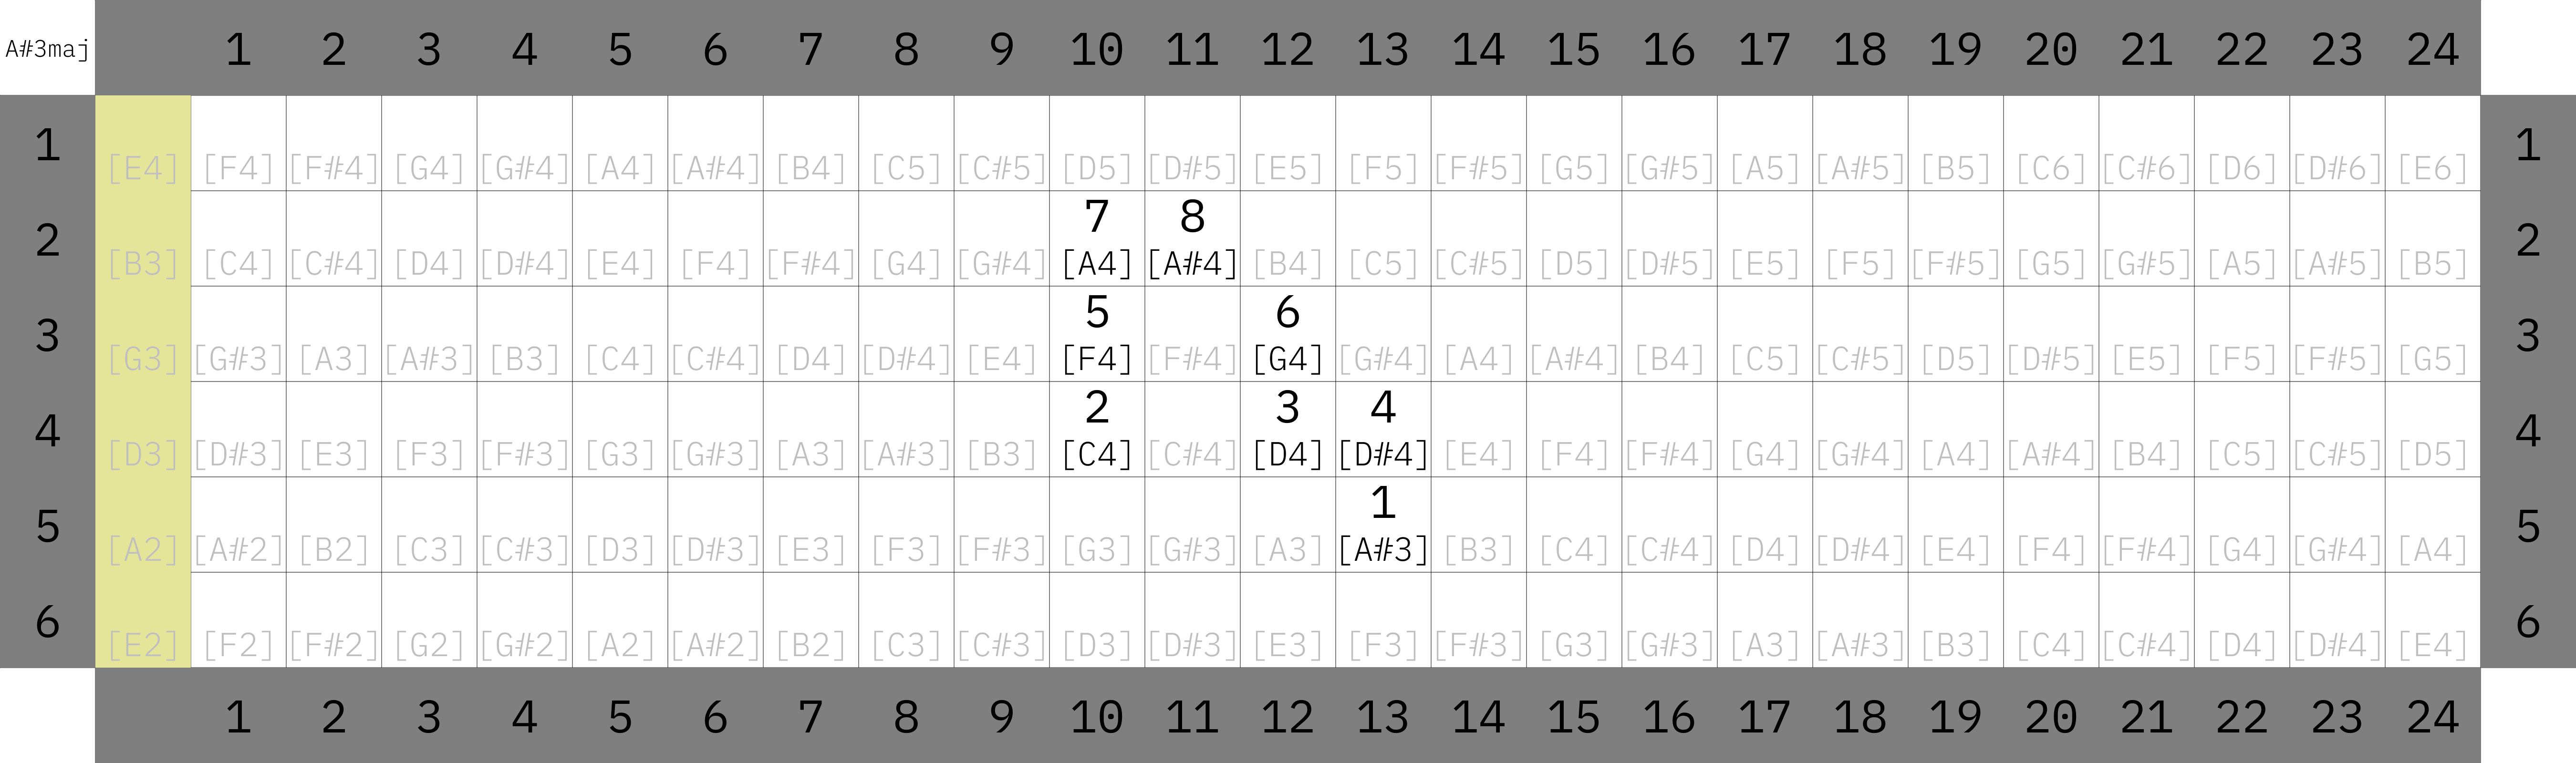 A#3maj 1 2 3 4 5 6 7 8 9 10 11 12 13 14 15 16 17 18 19 20 21 22 23 24
1 [E4] [F4] [F#4] [G4] [G#4] [A4] [A#4] [B4] [C5] [C#5] [D5] [D#5] [E5] [F5] [F#5] [G5] [G#5] [A5] [A#5] [B5] [C6] [C#6] [D6] [D#6] [E6] 1
7 8
2 [B3] [C4] [C#4] [D4] [D#4] [E4] [F4] [F#4] [G4] [G#4] [A4] [A#4] [B4] [C5] [C#5] [D5] [D#5] [E5] [F5] [F#5] [G5] [G#5] [A5] [A#5] [B5] 2
5 6
3 [G3] [G#3] [A3] [A#3] [B3] [C4] [C#4] [D4] [D#4] [E4] [F4] [F#4] [G4] [G#4] [A4] [A#4] [B4] [C5] [C#5] [D5] [D#5] [E5] [F5] [F#5] [G5] 3
2 3 4
4 [D3] [D#3] [E3] [F3] [F#3] [G3] [G#3] [A3] [A#3] [B3] [C4] [C#4] [D4] [D#4] [E4] [F4] [F#4] [G4] [G#4] [A4] [A#4] [B4] [C5] [C#5] [D5] 4
1
5 [A2] [A#2] [B2] [C3] [C#3] [D3] [D#3] [E3] [F3] [F#3] [G3] [G#3] [A3] [A#3] [B3] [C4] [C#4] [D4] [D#4] [E4] [F4] [F#4] [G4] [G#4] [A4] 5
6 [E2] [F2] [F#2] [G2] [G#2] [A2] [A#2] [B2] [C3] [C#3] [D3] [D#3] [E3] [F3] [F#3] [G3] [G#3] [A3] [A#3] [B3] [C4] [C#4] [D4] [D#4] [E4] 6
1 2 3 4 5 6 7 8 9 10 11 12 13 14 15 16 17 18 19 20 21 22 23 24